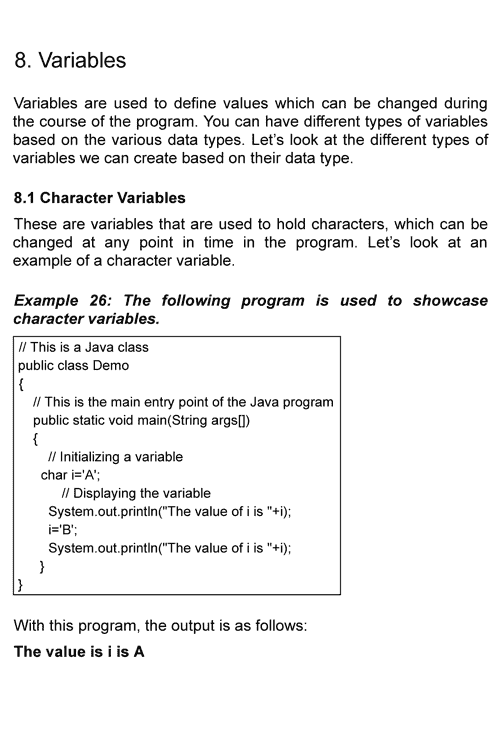 8. Variables
Variables are used to define values which can be changed during
the course of the program. You can have different types of variables
based on the various data types. Let’s look at the different types of
variables we can create based on their data type.
8.1 Character Variables
These are variables that are used to hold characters, which can be
changed at any point in time in the program. Let’s look at an
example of a character variable.
Example 26: The following program is used to showcase
character variables.
// This is a Java class
public class Demo
{
// This is the main entry point of the Java program
public static void main(String args[])
{
// Initializing a variable
char i='A';
// Displaying the variable
System.out.println("The value of i is "+i);
i='B';
System.out.println("The value of i is "+i);
}
}
With this program, the output is as follows:
The value is i is A